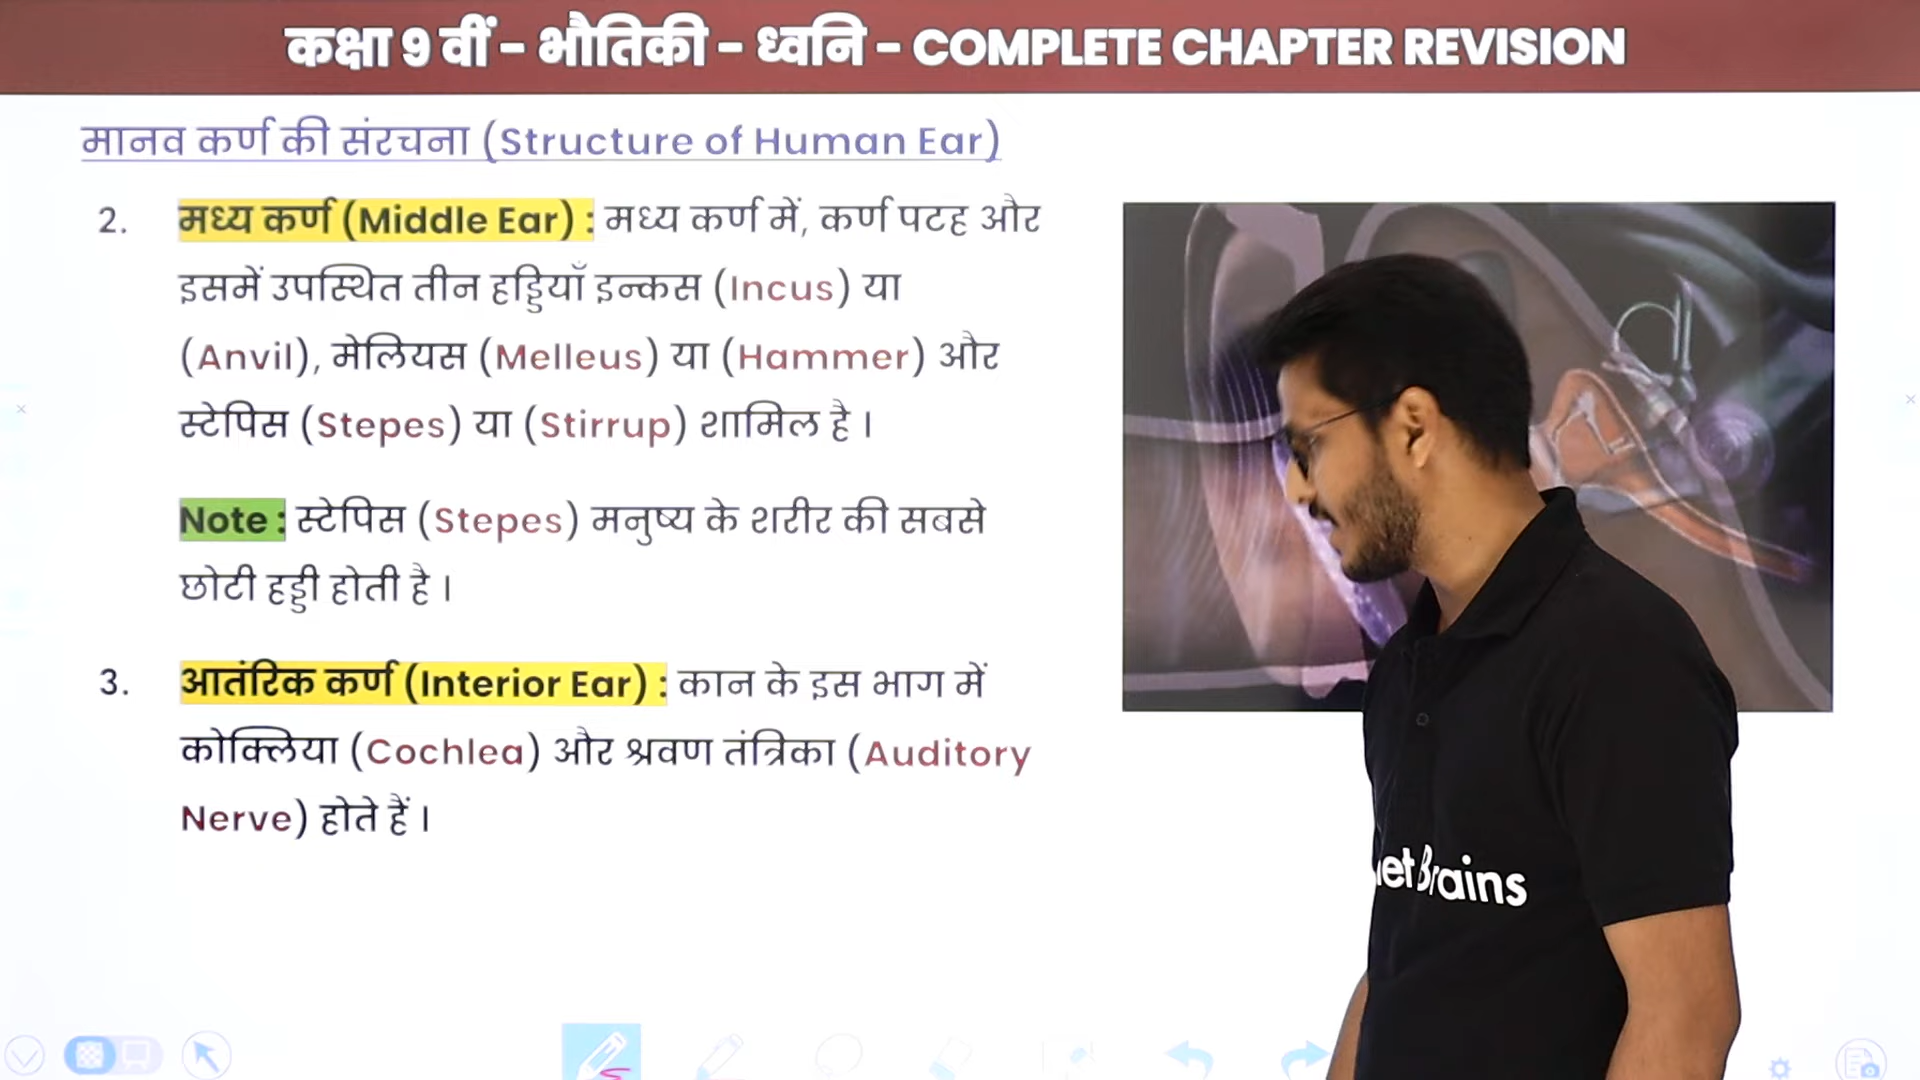 कक्षा 9 वीं – भौतिकी – ध्वनि – COMPLETE CHAPTER REVISION
मानव कर्ण की संरचना (Structure of Human Ear)
2. मध्य कर्ण (Middle Ear) : मध्य कर्ण में, कर्ण पटह और
इसमें उपस्थित तीन हड्डियाँ इन्कस (Incus) या
(Anvil), मेलियस (Melleus) या (Hammer) और
स्टेपिस (Stepes) या (Stirrup) शामिल है ।
Note : स्टेपिस (Stepes) मनुष्य के शरीर की सबसे
छोटी हड्डी होती है ।
3. आतंरिक कर्ण (Interior Ear) : कान के इस भाग में
कोक्लिया (Cochlea) और श्रवण तंत्रिका (Auditory
Nerve) होते हैं ।
Brains